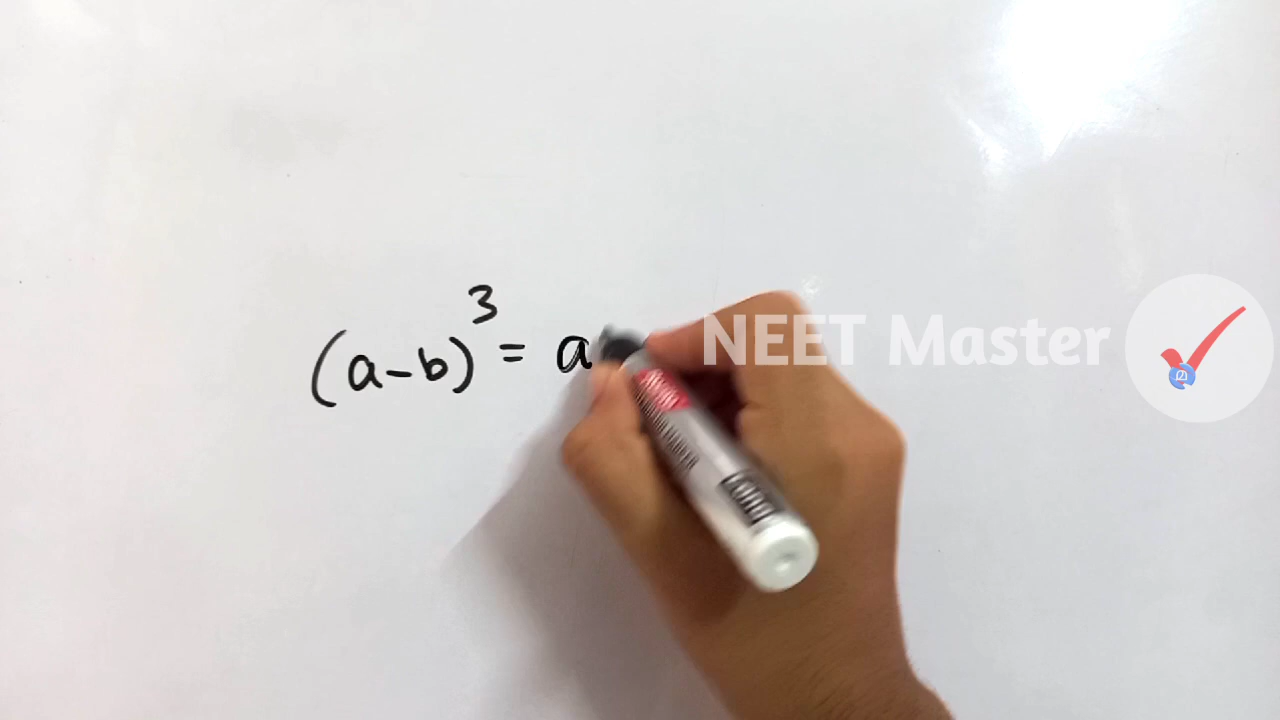 (a-b)³ = a
NEET Master